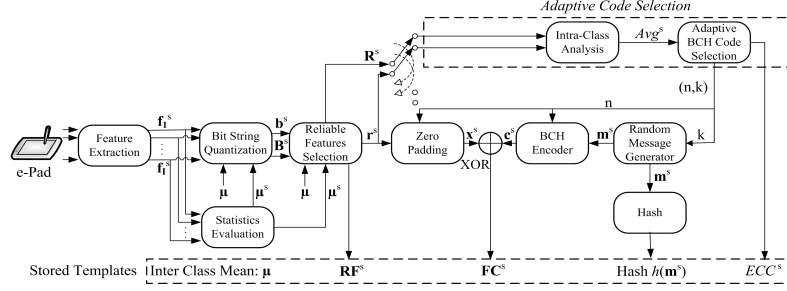 Adaptive Code Selection
Intra-Class
Analysis
Avg^s
Adaptive
BCH Code
Selection
R^s
(n,k)
n
k
e-Pad
Feature
Extraction
f_1^s
f_I^s
Bit String
Quantization
b^s
B^s
Reliable
Features
Selection
r^s
Zero
Padding
x^s
XOR
c^s
BCH
Encoder
m^s
Random
Message
Generator
m^s
Hash
μ
μ^s
μ
μ^s
Statistics
Evaluation
Stored Templates
Inter Class Mean: μ
RF^s
FC^s
Hash h(m^s)
ECC^s